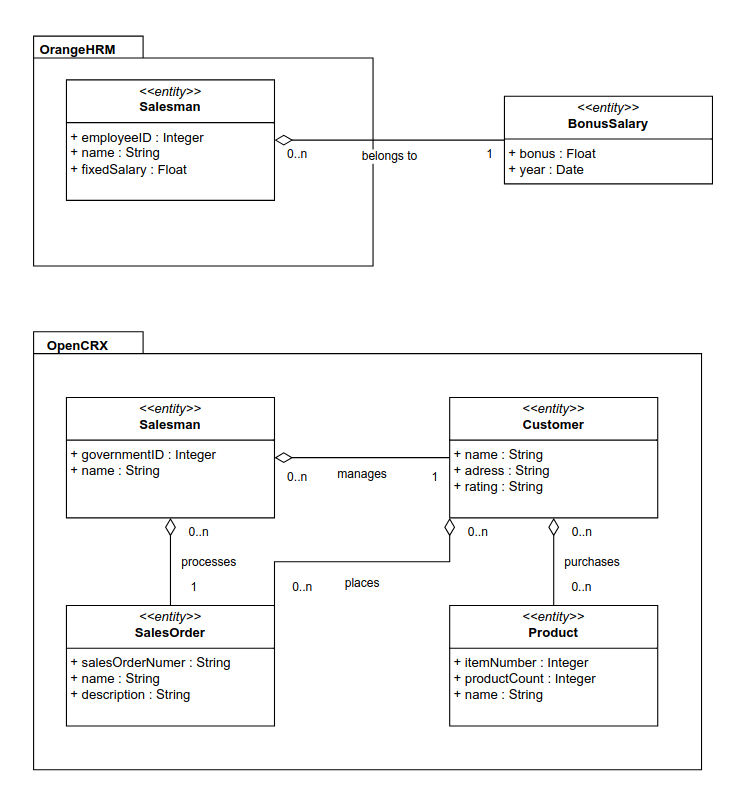 OrangeHRM
<<entity>>
Salesman
+ employeeID : Integer
+ name : String
+ fixedSalary : Float
0..n
belongs to
1
<<entity>>
BonusSalary
+ bonus : Float
+ year : Date
OpenCRX
<<entity>>
Salesman
+ governmentID : Integer
+ name : String
0..n
manages
1
<<entity>>
Customer
+ name : String
+ adress : String
+ rating : String
0..n
processes
1
0..n
places
0..n
0..n
purchases
0..n
<<entity>>
SalesOrder
+ salesOrderNumer : String
+ name : String
+ description : String
<<entity>>
Product
+ itemNumber : Integer
+ productCount : Integer
+ name : String